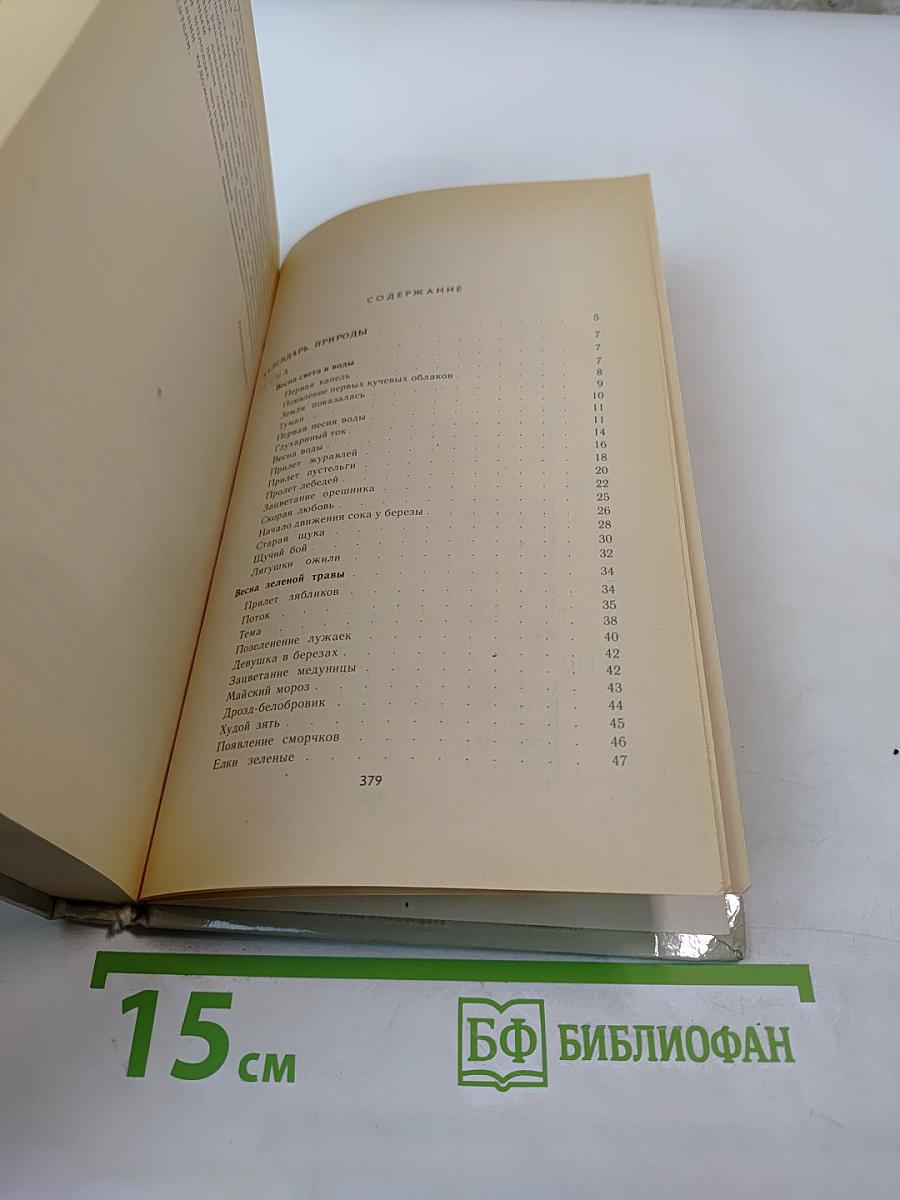 СОДЕРЖАНИЕ
КАЛЕНДАРЬ ПРИРОДЫ 5
ВЕСНА 7
Весна света и воды 7
Первая капель 7
Появление первых кучевых облаков 8
Земля показалась 9
Туман 10
Первая песня воды 11
Глухариный ток 11
Весна воды 14
Прилет журавлей 16
Прилет пустельги 18
Пролет лебедей 20
Зацветание орешника 22
Скорая любовь 25
Начало движения сока у березы 26
Старая щука 28
Щучий бой 30
Лягушки ожили 32
Весна зеленой травы 34
Прилет зябликов 34
Поток 35
Тема 38
Позеленение лужаек 40
Девушка в березах 42
Зацветание медуницы 42
Майский мороз 43
Дрозд-белобровик 44
Худой зять 45
Появление сморчков 46
Елки зеленые 47
379
15 см
БФ БИБЛИОФАН